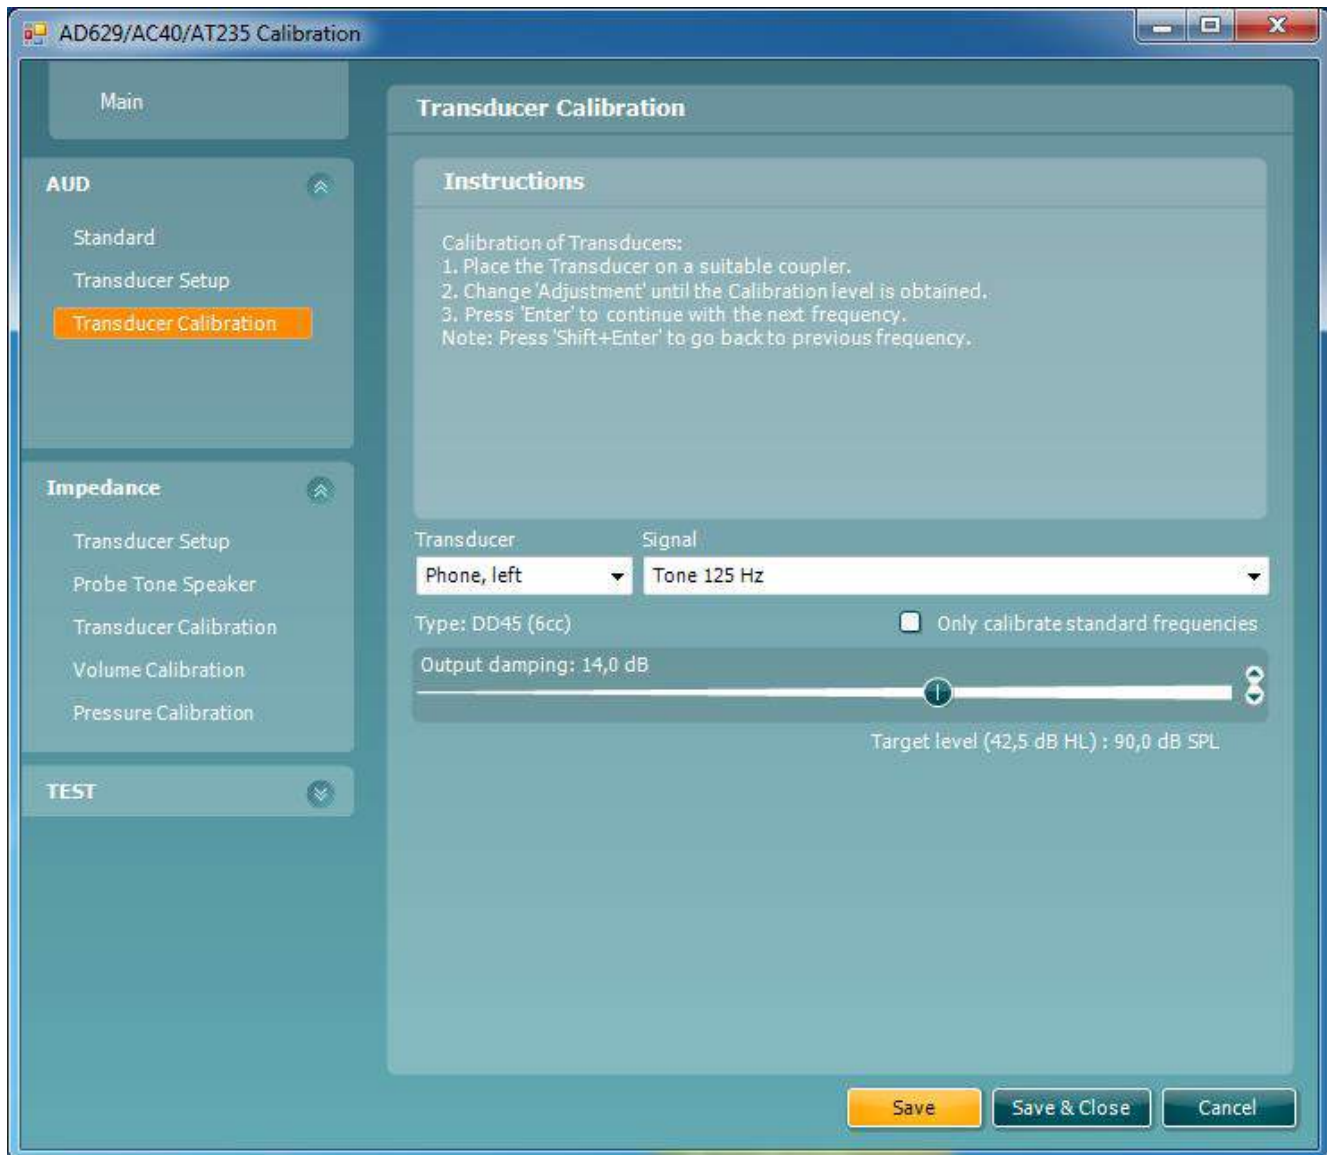 AD629/AC40/AT235 Calibration
Main
AUD
Standard
Transducer Setup
Transducer Calibration
Impedance
Transducer Setup
Probe Tone Speaker
Transducer Calibration
Volume Calibration
Pressure Calibration
TEST
Transducer Calibration
Instructions
Calibration of Transducers:
1. Place the Transducer on a suitable coupler.
2. Change 'Adjustment' until the Calibration level is obtained.
3. Press 'Enter' to continue with the next frequency.
Note: Press 'Shift+Enter' to go back to previous frequency.
Transducer Signal
Phone, left Tone 125 Hz
Type: DD45 (6cc) Only calibrate standard frequencies
Output damping: 14,0 dB
Target level (42,5 dB HL) : 90,0 dB SPL
Save Save & Close Cancel